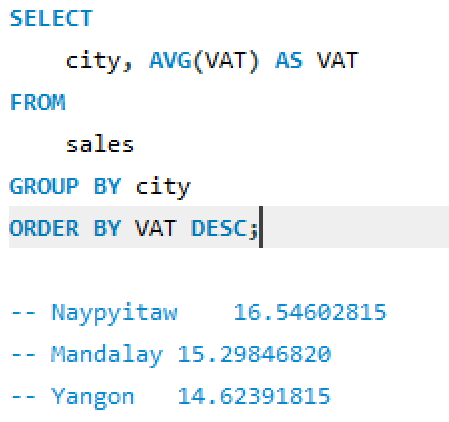 SELECT
city, AVG(VAT) AS VAT
FROM
sales
GROUP BY city
ORDER BY VAT DESC;
-- Naypyitaw 16.54602815
-- Mandalay 15.29846820
-- Yangon 14.62391815